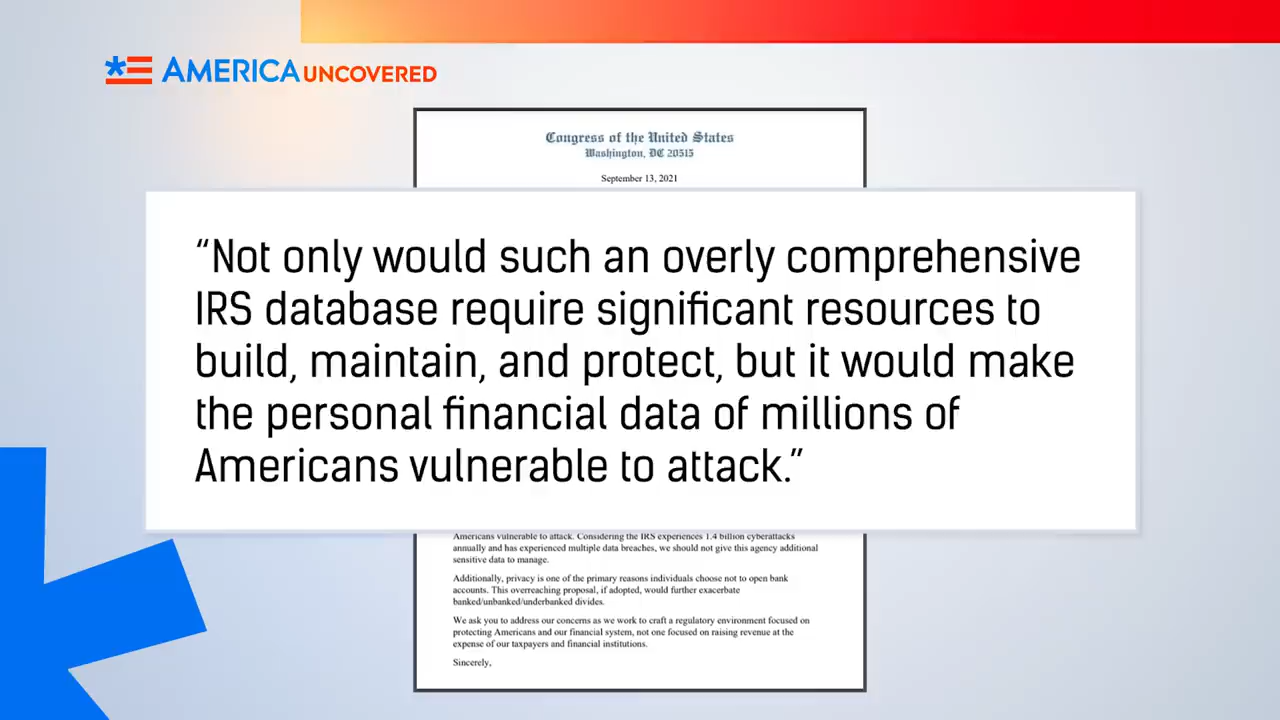 AMERICA UNCOVERED
Congress of the United States
Washington, DC 20515
September 13, 2021
“Not only would such an overly comprehensive
IRS database require significant resources to
build, maintain, and protect, but it would make
the personal financial data of millions of
Americans vulnerable to attack.”
Americans vulnerable to attack. Considering the IRS experiences 1.4 billion cyberattacks
annually and has experienced multiple data breaches, we should not give this agency additional
sensitive data to manage.
Additionally, privacy is one of the primary reasons individuals choose not to open bank
accounts. This overreaching proposal, if adopted, would further exacerbate
banked/unbanked/underbanked divides.
We ask you to address our concerns as we work to craft a regulatory environment focused on
protecting Americans and our financial system, not one focused on raising revenue at the
expense of our taxpayers and financial institutions.
Sincerely,